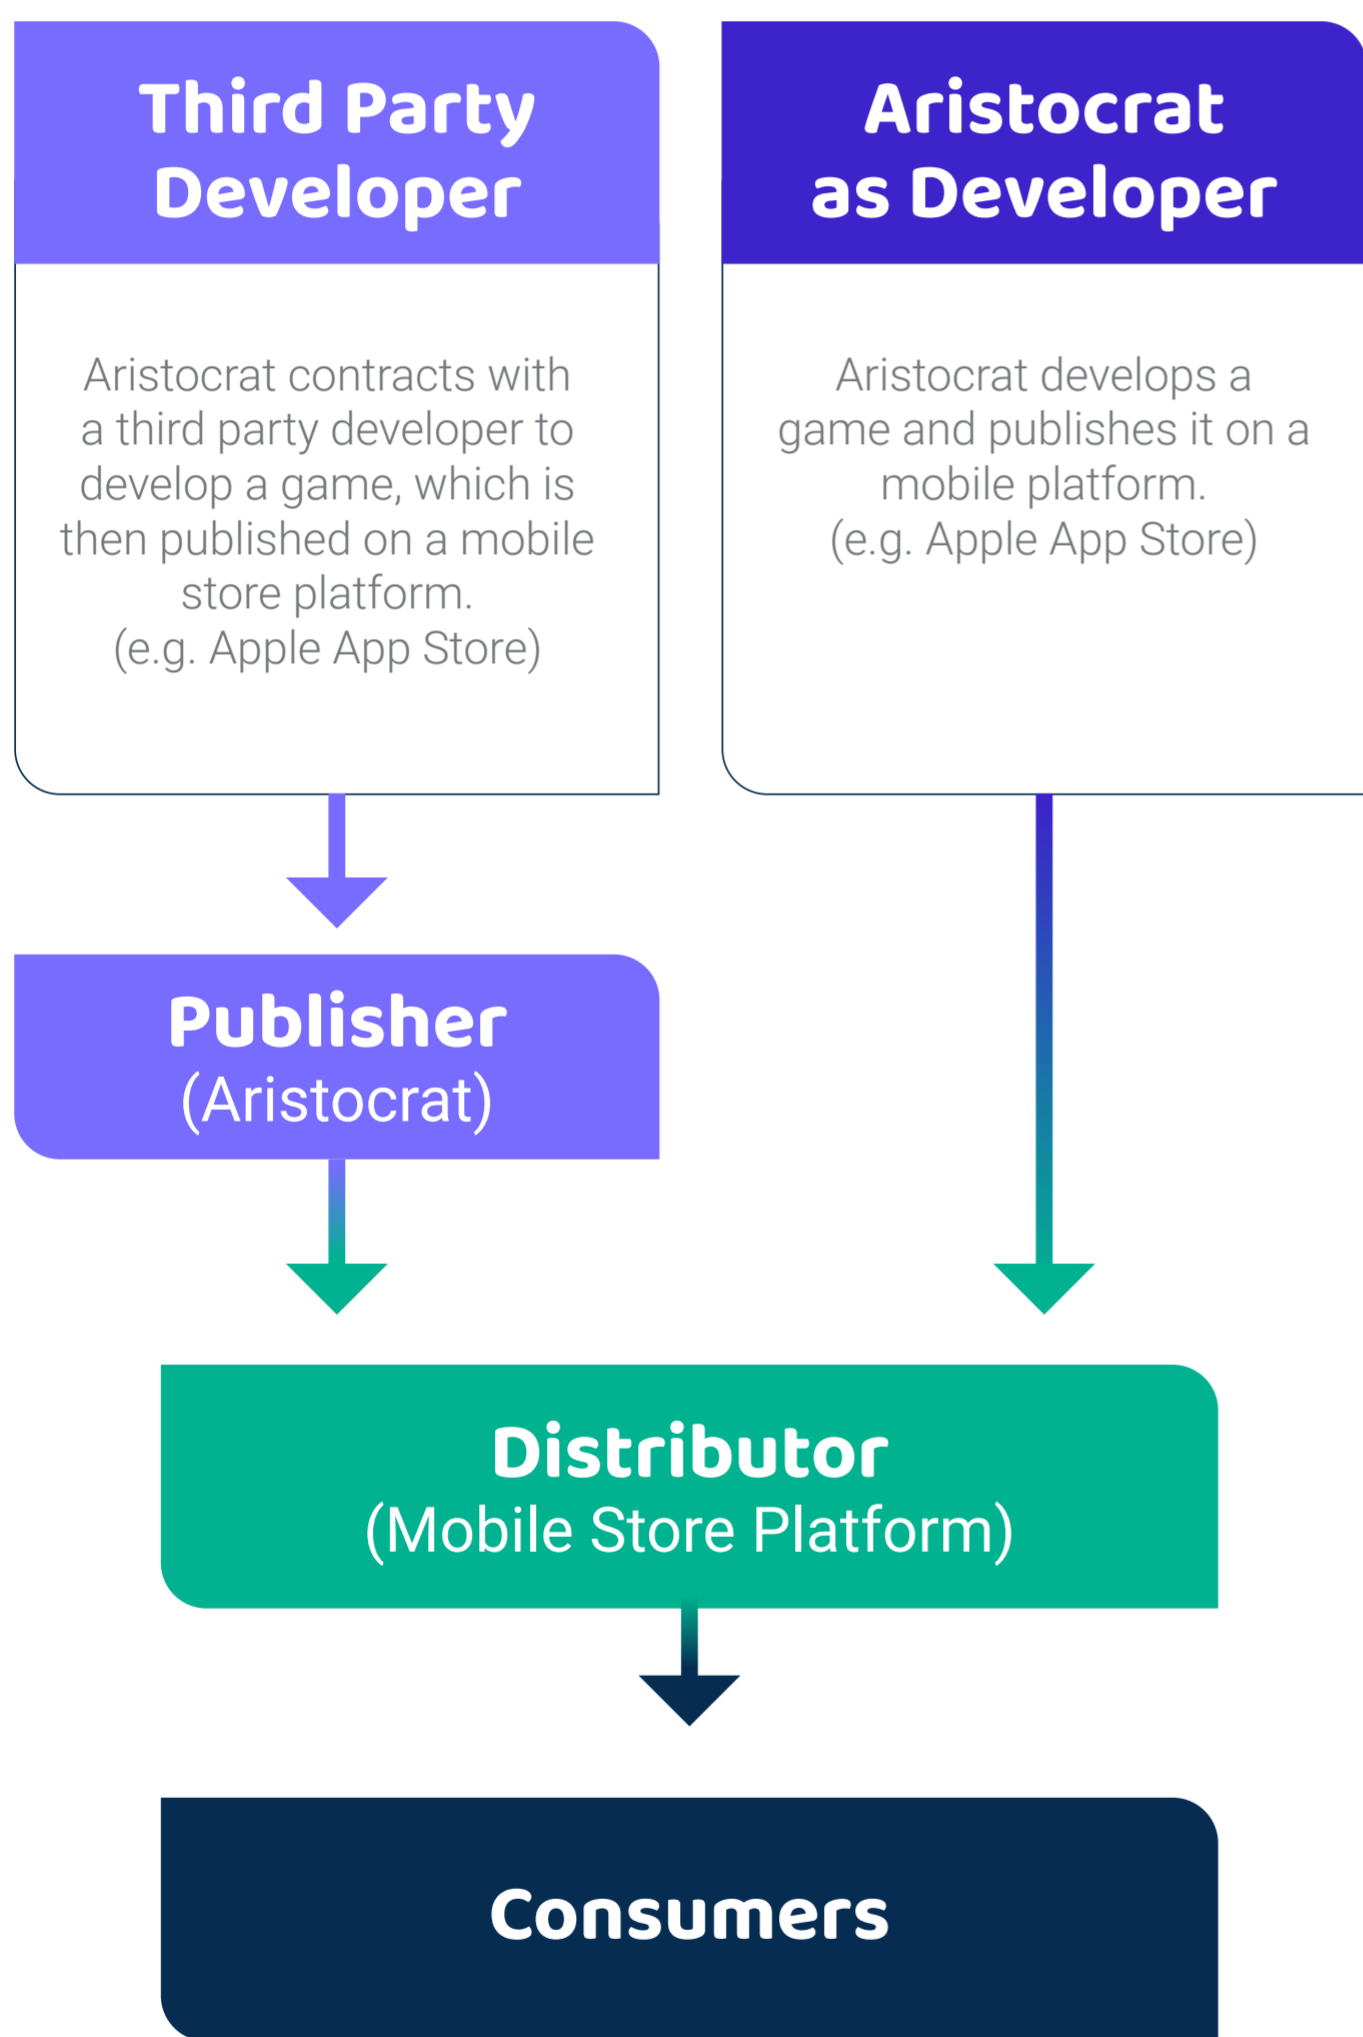 Third Party
Developer
Aristocrat contracts with
a third party developer to
develop a game, which is
then published on a mobile
store platform.
(e.g. Apple App Store)
Aristocrat
as Developer
Aristocrat develops a
game and publishes it on a
mobile platform.
(e.g. Apple App Store)
Publisher
(Aristocrat)
Distributor
(Mobile Store Platform)
Consumers